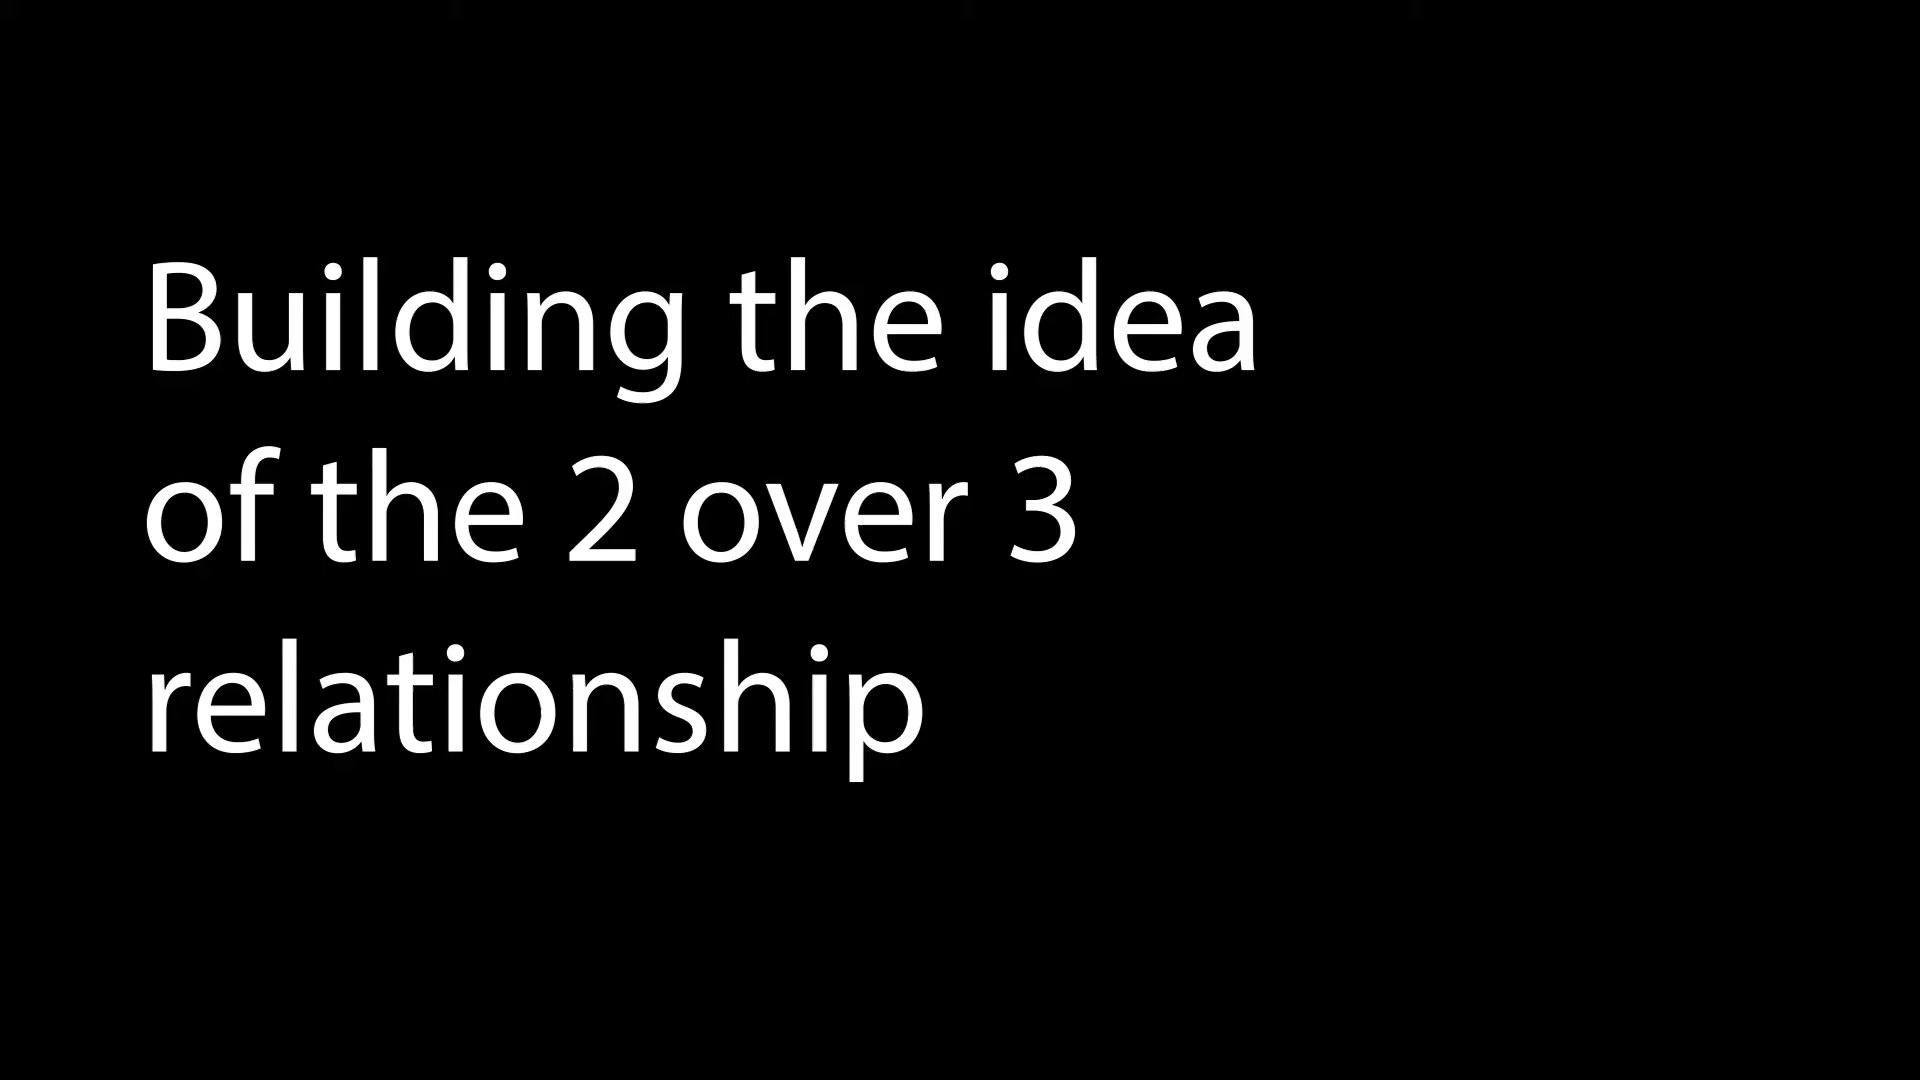 Building the idea
of the 2 over 3
relationship